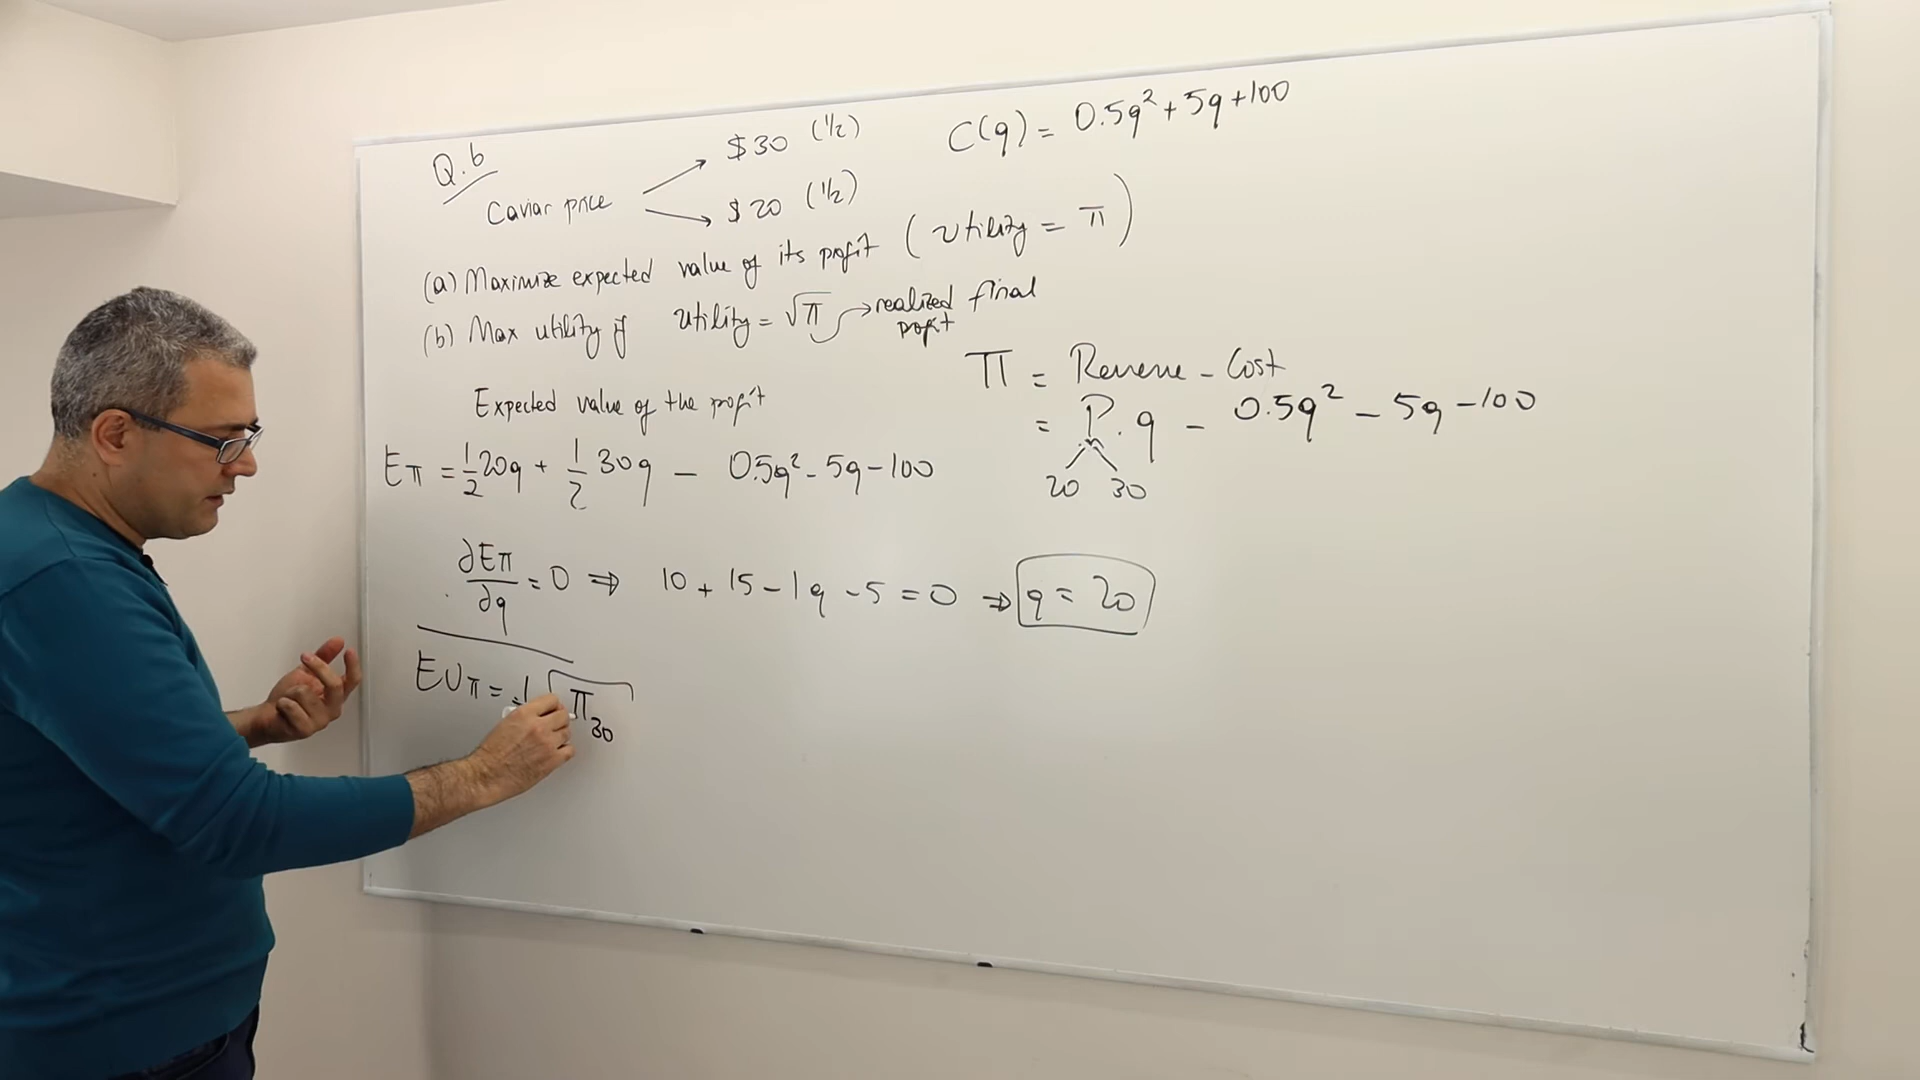 Q.6
Caviar price
$30 (1/2)
$20 (1/2)
C(q) = 0.5q² + 5q + 100
(a) Maximize expected value of its profit (utility = π)
(b) Max utility if utility = √π → realized final profit
π = Revenue - Cost
= P.q - 0.5q² - 5q - 100
20 30
Expected value of the profit
Eπ = 1/2 20q + 1/2 30q - 0.5q² - 5q - 100
∂Eπ/∂q = 0 ⇒ 10 + 15 - 1q - 5 = 0 ⇒ q = 20
EUπ = 1 √π30